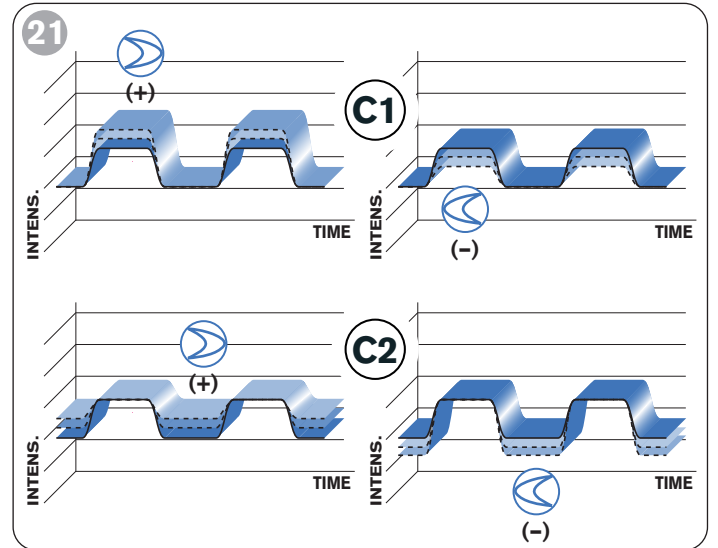 21
(+)
C1
INTENS.
TIME
INTENS.
(–)
TIME
(+)
C2
INTENS.
TIME
INTENS.
TIME
(–)